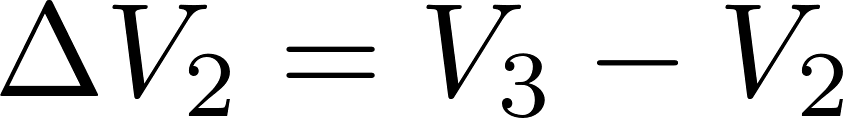 ΔV₂ = V₃ − V₂